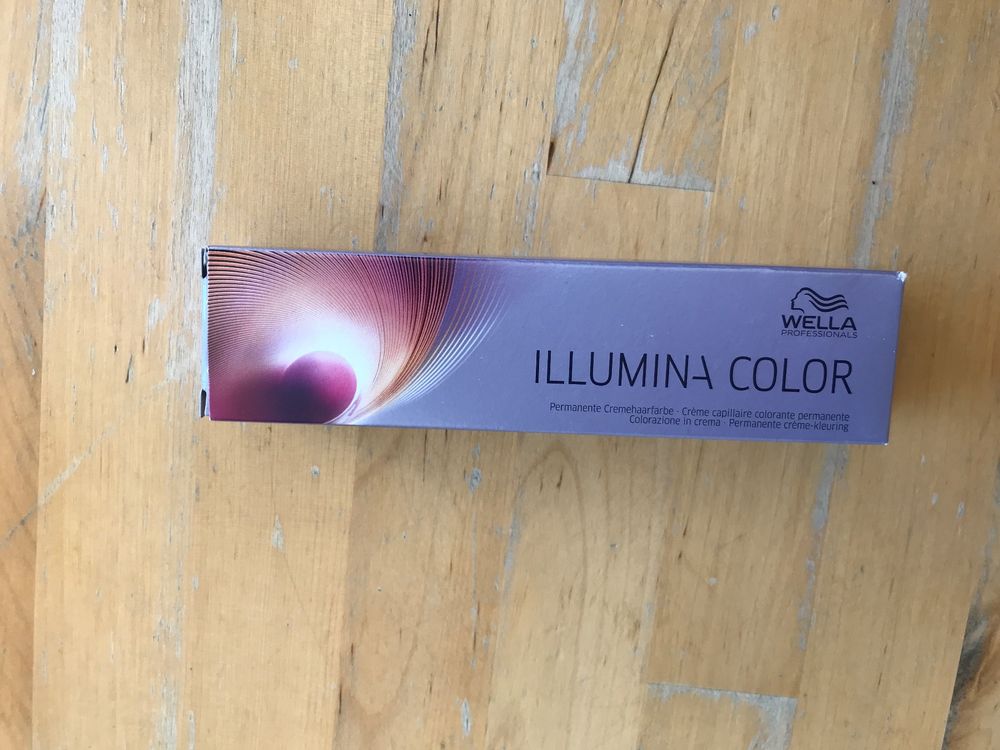 WELLA
PROFESSIONALS
ILLUMINA COLOR
Permanente Cremehaarfarbe · Crème capillaire colorante permanente
Colorazione in crema · Permanente crème-kleuring